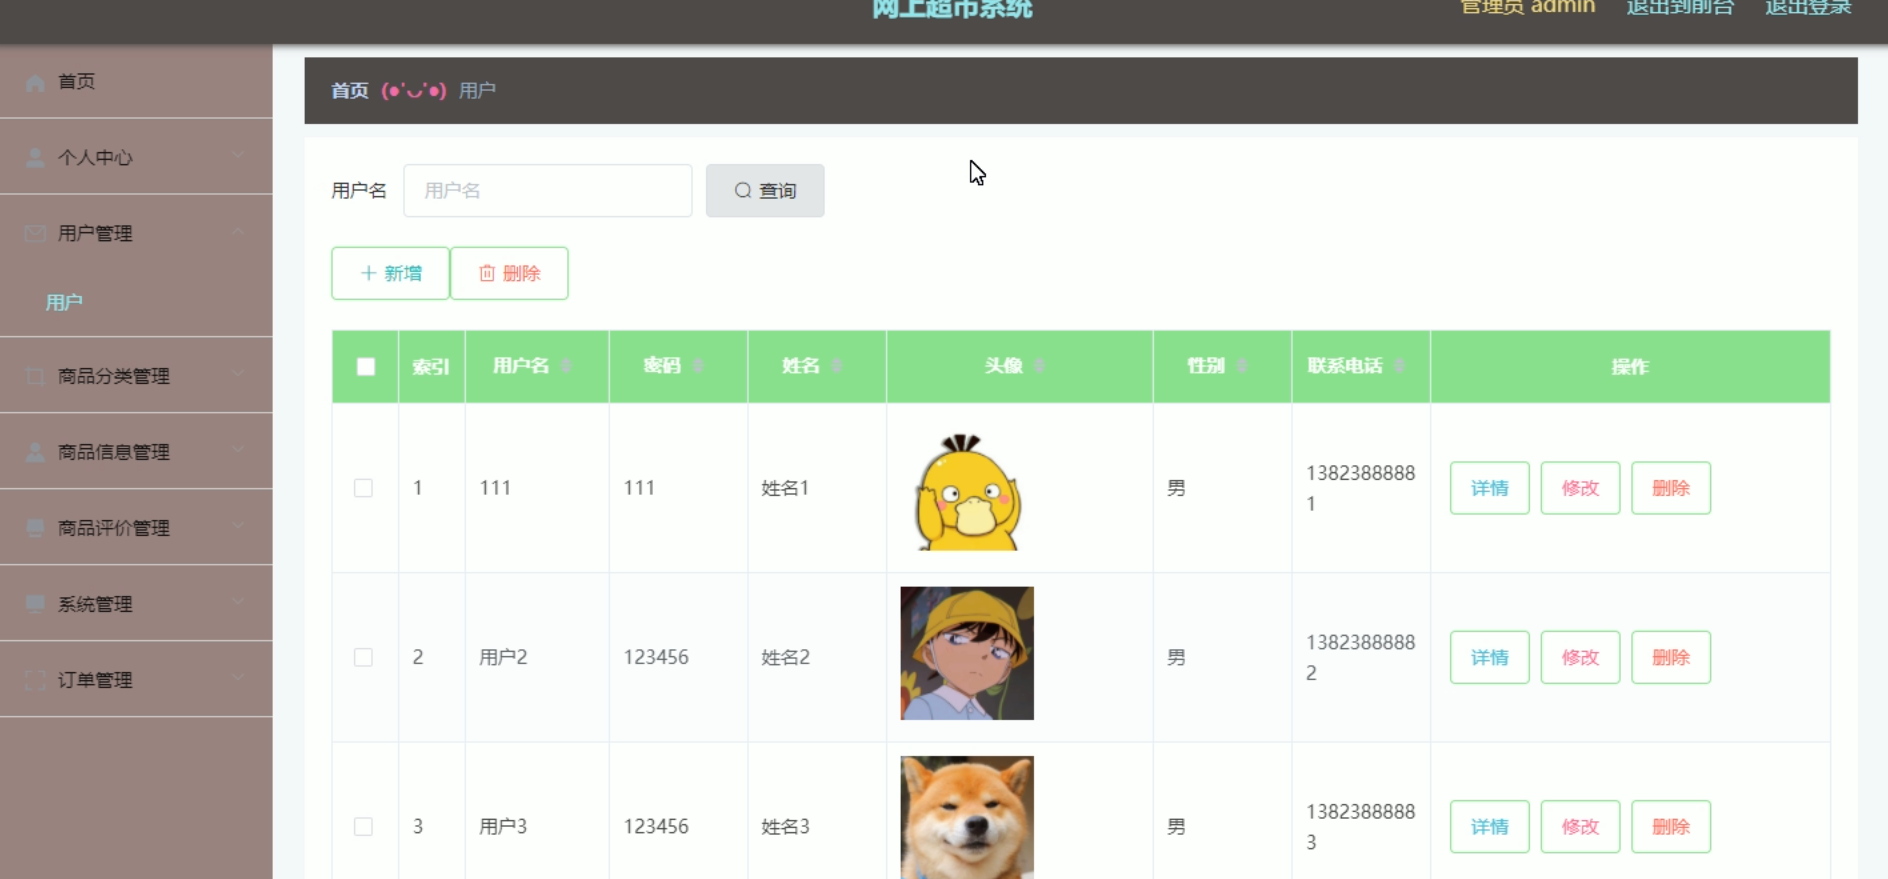 网上超市系统
管理员 admin 退出到前台 退出登录
首页
个人中心
用户管理
用户
商品分类管理
商品信息管理
商品评价管理
系统管理
订单管理
首页 (●'◡'●) 用户
用户名 用户名 查询
新增 删除
索引 用户名 密码 姓名 头像 性别 联系电话 操作
1 111 111 姓名1 男 1382388888
1 详情 修改 删除
2 用户2 123456 姓名2 男 1382388888
2 详情 修改 删除
3 用户3 123456 姓名3 男 1382388888
3 详情 修改 删除